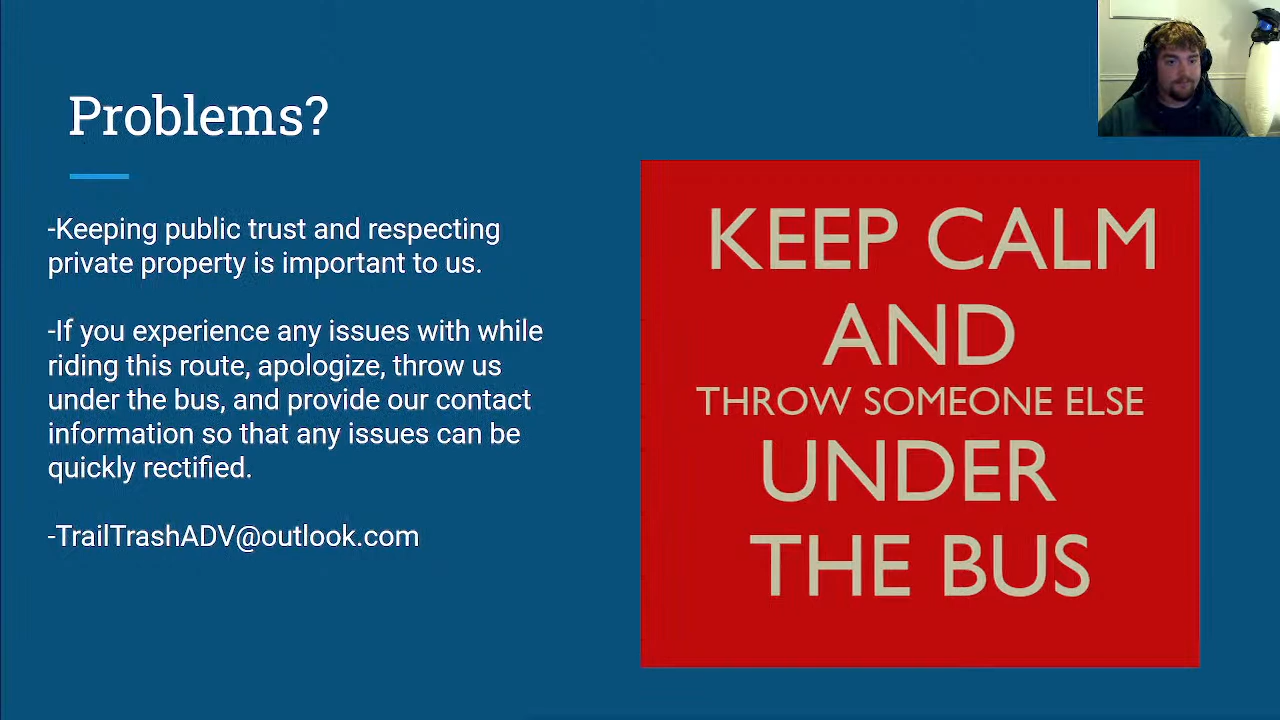 Problems?
-Keeping public trust and respecting
private property is important to us.
-If you experience any issues with while
riding this route, apologize, throw us
under the bus, and provide our contact
information so that any issues can be
quickly rectified.
-TrailTrashADV@outlook.com
KEEP CALM
AND
THROW SOMEONE ELSE
UNDER
THE BUS